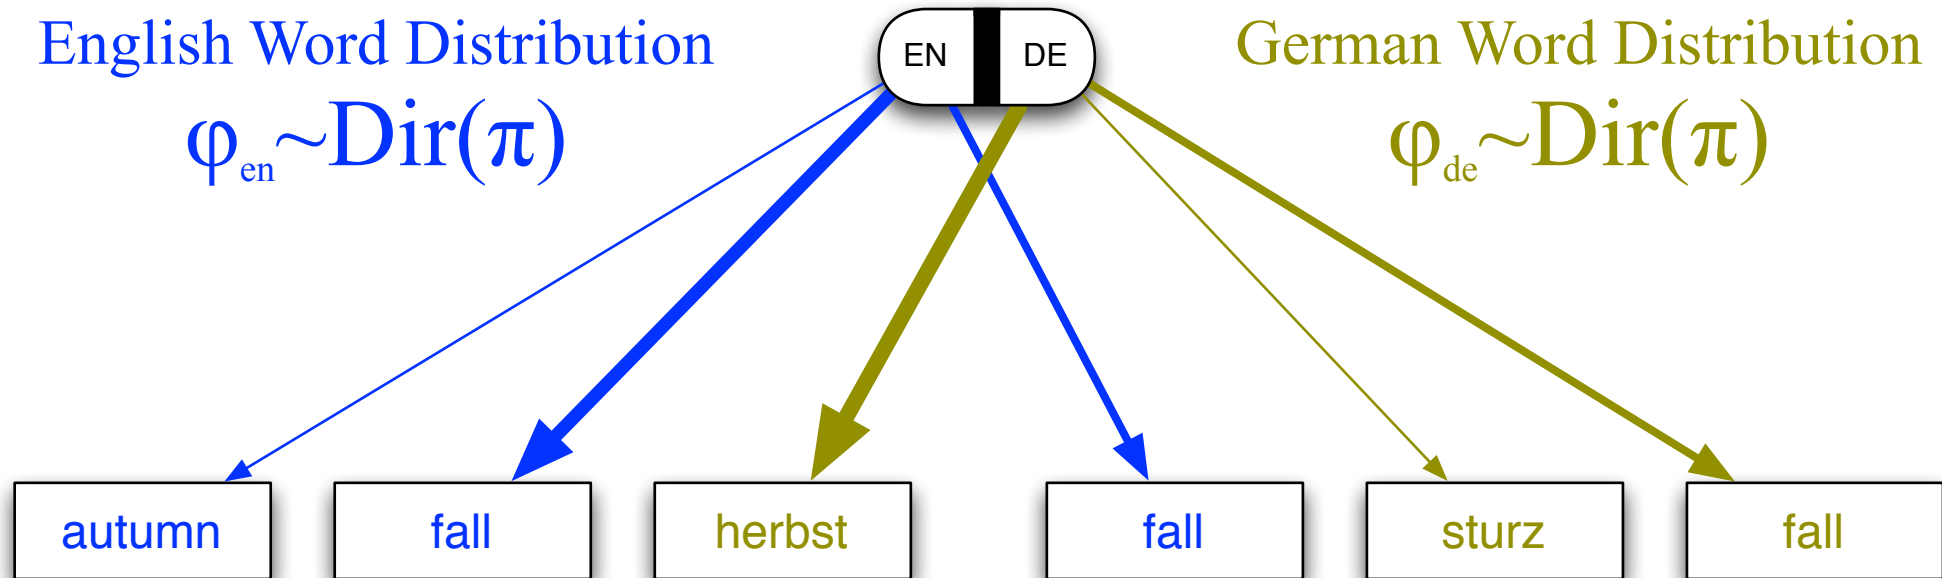 English Word Distribution
φen~Dir(π)
EN
DE
German Word Distribution
φde~Dir(π)
autumn
fall
herbst
fall
sturz
fall